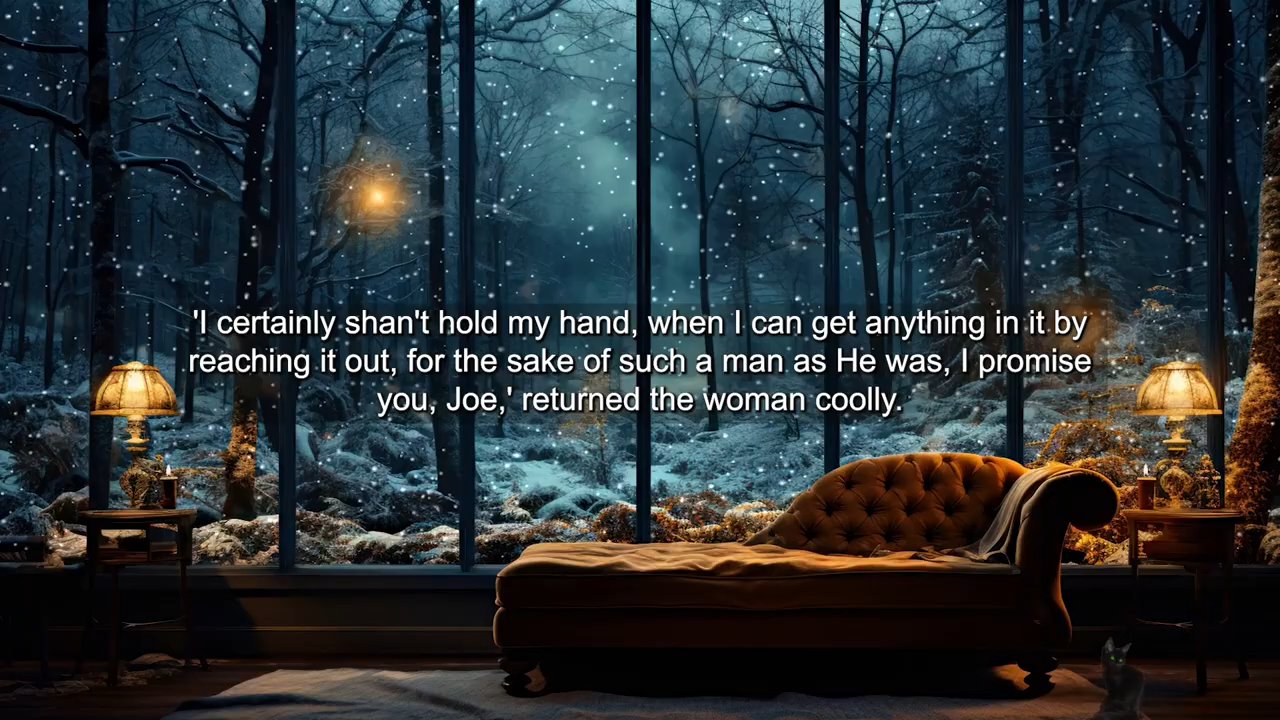 'I certainly shan't hold my hand, when I can get anything in it by
reaching it out, for the sake of such a man as He was, I promise
you, Joe,' returned the woman coolly.